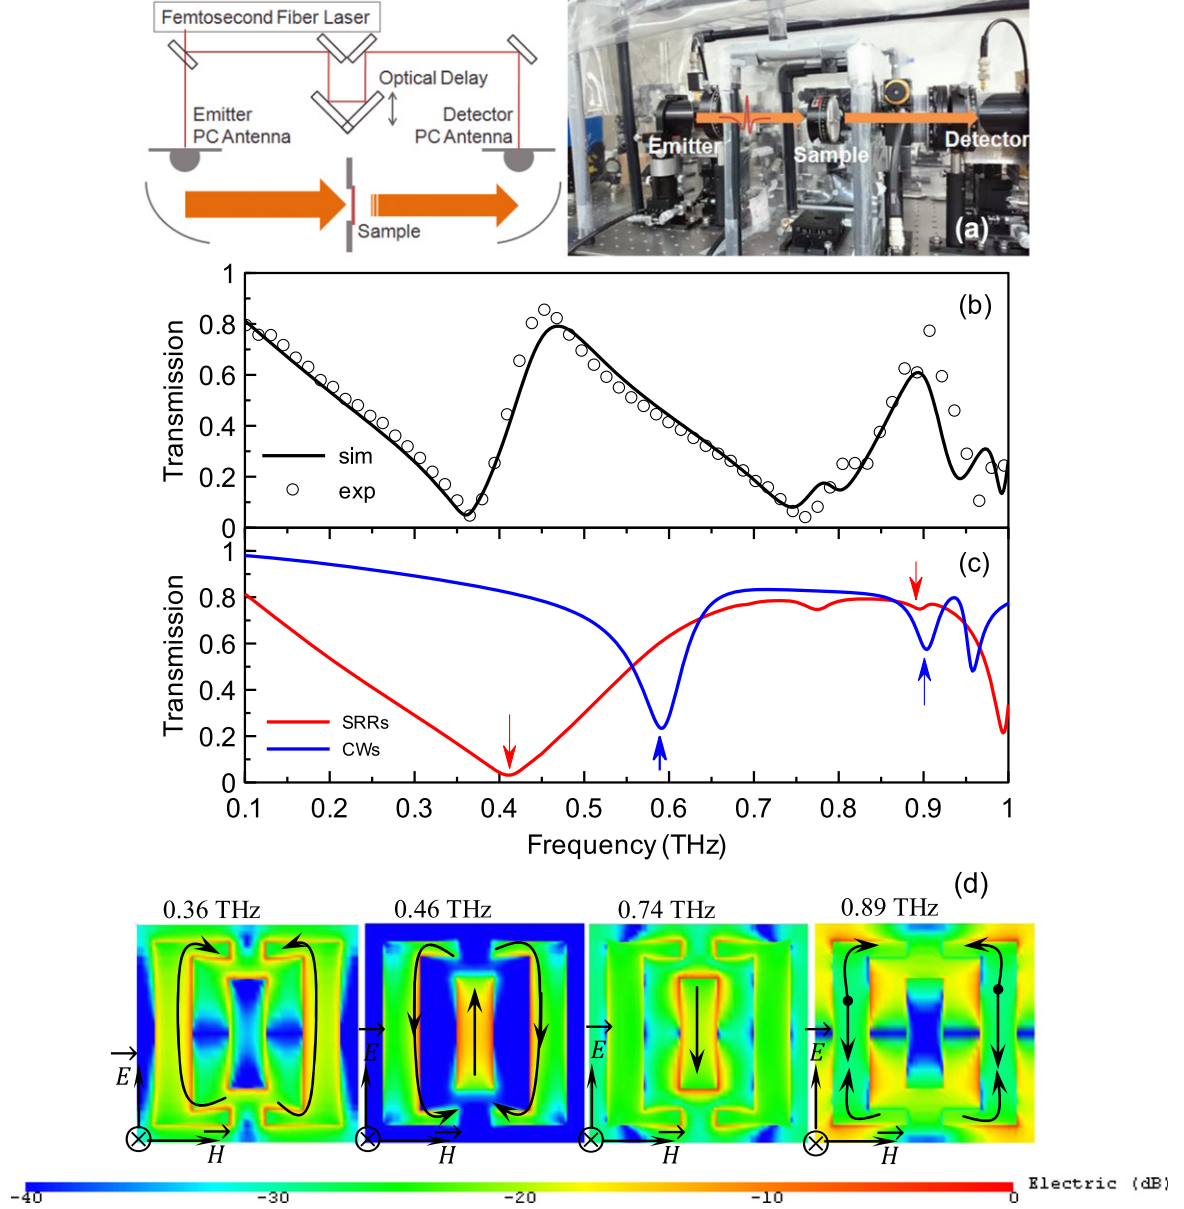 Femtosecond Fiber Laser
Optical Delay
Emitter
PC Antenna
Detector
PC Antenna
Sample
Emitter
Sample
Detector
(a)
(b)
Transmission
1
0.8
0.6
0.4
0.2
0
sim
exp
(c)
Transmission
1
0.8
0.6
0.4
0.2
0
SRRs
CWs
0.1 0.2 0.3 0.4 0.5 0.6 0.7 0.8 0.9 1
Frequency (THz)
(d)
0.36 THz 0.46 THz 0.74 THz 0.89 THz
E E E E
H H H H
-40 -30 -20 -10 0 Electric (dB)